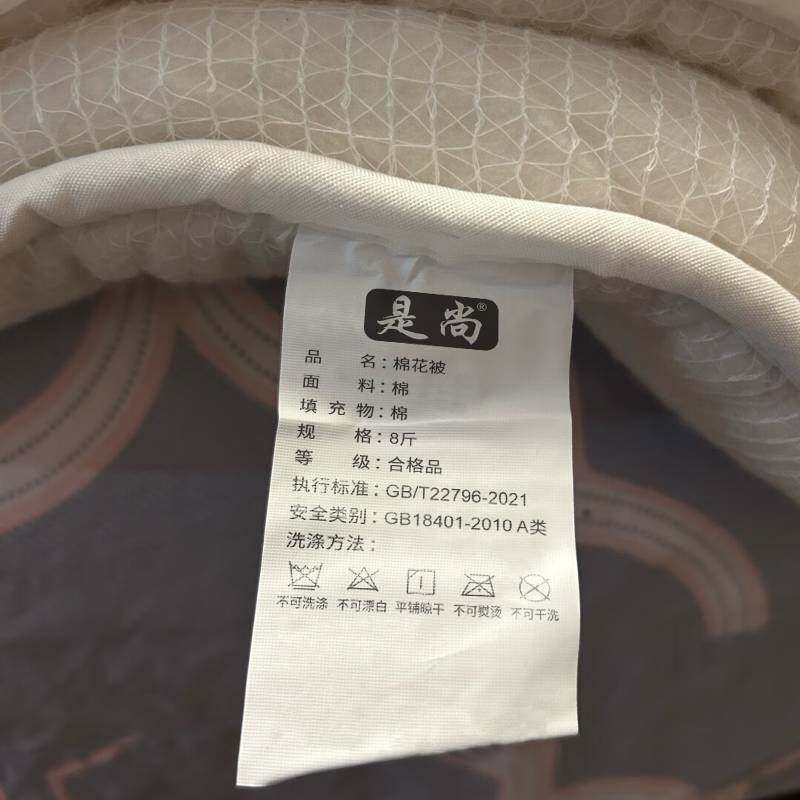 是尚®
品 名：棉花被
面 料：棉
填充物：棉
规 格：8斤
等 级：合格品
执行标准：GB/T22796-2021
安全类别：GB18401-2010 A类
洗涤方法：
不可洗涤 不可漂白 平铺晾干 不可熨烫 不可干洗